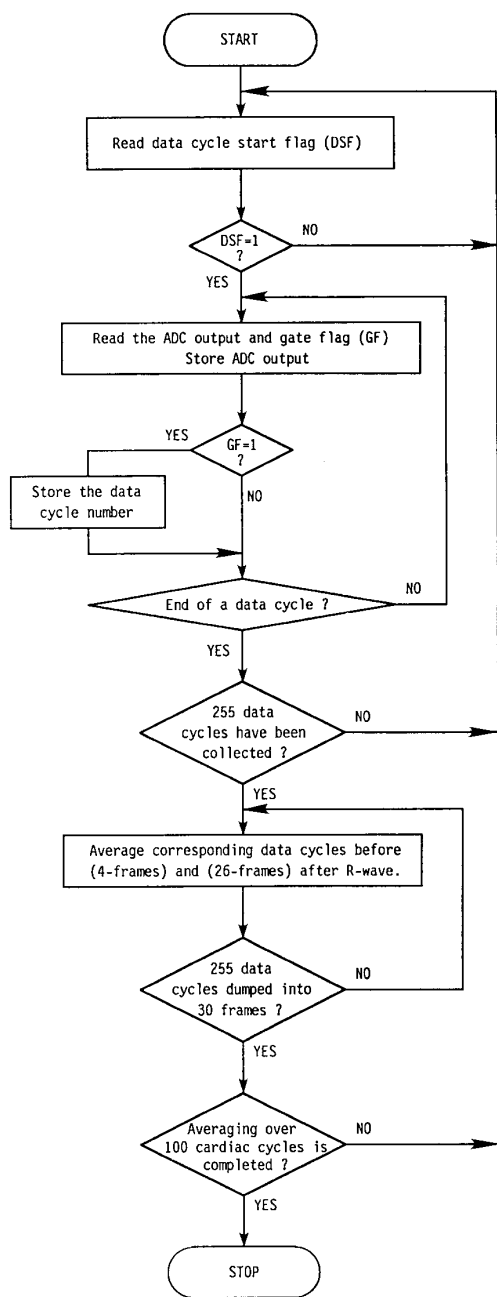 START
Read data cycle start flag (DSF)
DSF=1
?
NO
YES
Read the ADC output and gate flag (GF)
Store ADC output
YES
GF=1
?
Store the data
cycle number
NO
End of a data cycle ?
NO
YES
255 data
cycles have been
collected ?
NO
YES
Average corresponding data cycles before
(4-frames) and (26-frames) after R-wave.
255 data
cycles dumped into
30 frames ?
NO
YES
Averaging over
100 cardiac cycles is
completed ?
NO
YES
STOP